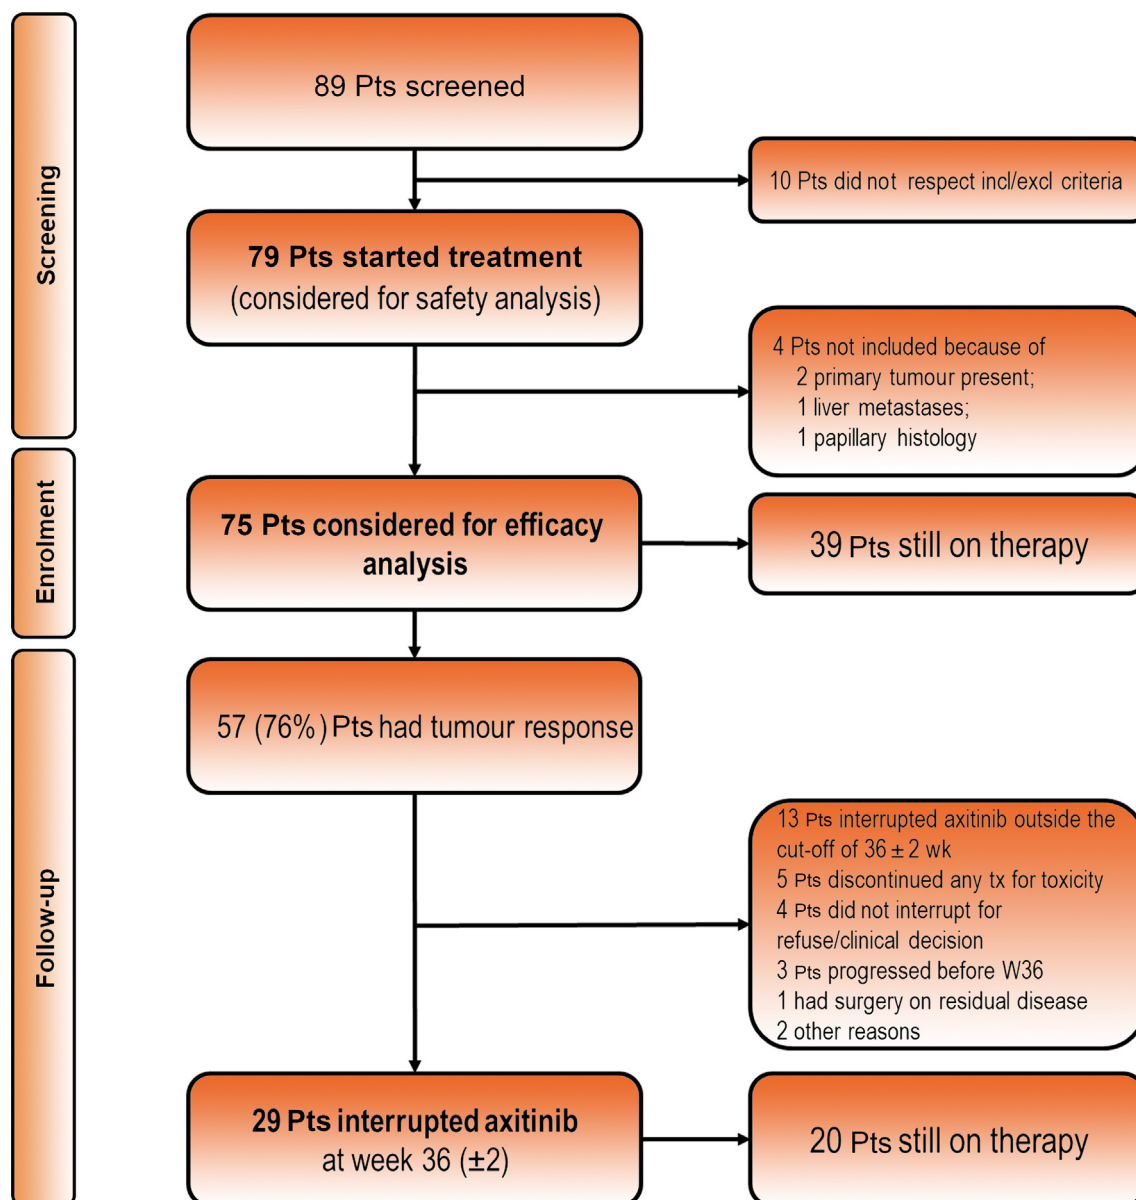 Screening
89 Pts screened
10 Pts did not respect incl/excl criteria
79 Pts started treatment
(considered for safety analysis)
4 Pts not included because of
2 primary tumour present;
1 liver metastases;
1 papillary histology
Enrolment
75 Pts considered for efficacy
analysis
39 Pts still on therapy
Follow-up
57 (76%) Pts had tumour response
13 Pts interrupted axitinib outside the
cut-off of 36 ± 2 wk
5 Pts discontinued any tx for toxicity
4 Pts did not interrupt for
refuse/clinical decision
3 Pts progressed before W36
1 had surgery on residual disease
2 other reasons
29 Pts interrupted axitinib
at week 36 (±2)
20 Pts still on therapy